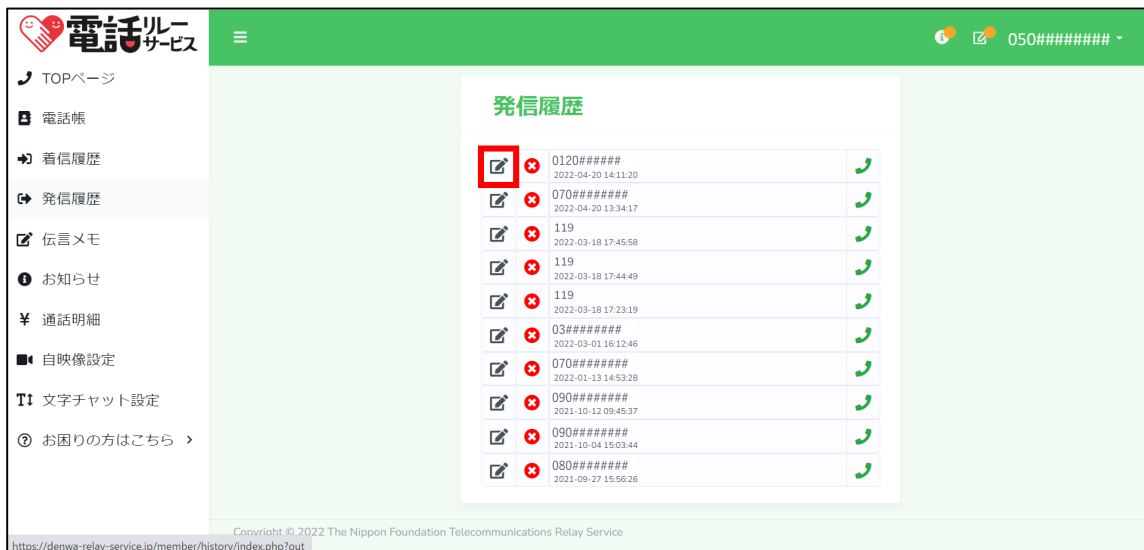 電話リレーサービス
050########
TOPページ
電話帳
着信履歴
発信履歴
伝言メモ
お知らせ
¥ 通話明細
自映像設定
文字チャット設定
お困りの方はこちら
発信履歴
0120######
2022-04-20 14:11:20
070########
2022-04-20 13:34:17
119
2022-03-18 17:45:58
119
2022-03-18 17:44:49
119
2022-03-18 17:23:19
03########
2022-03-01 16:12:46
070########
2022-01-13 14:53:28
090########
2021-10-12 09:45:37
090########
2021-10-04 15:03:44
080########
2021-09-27 15:56:26
Copyright © 2022 The Nippon Foundation Telecommunications Relay Service
https://denwa-relay-service.jp/member/history/index.php?out